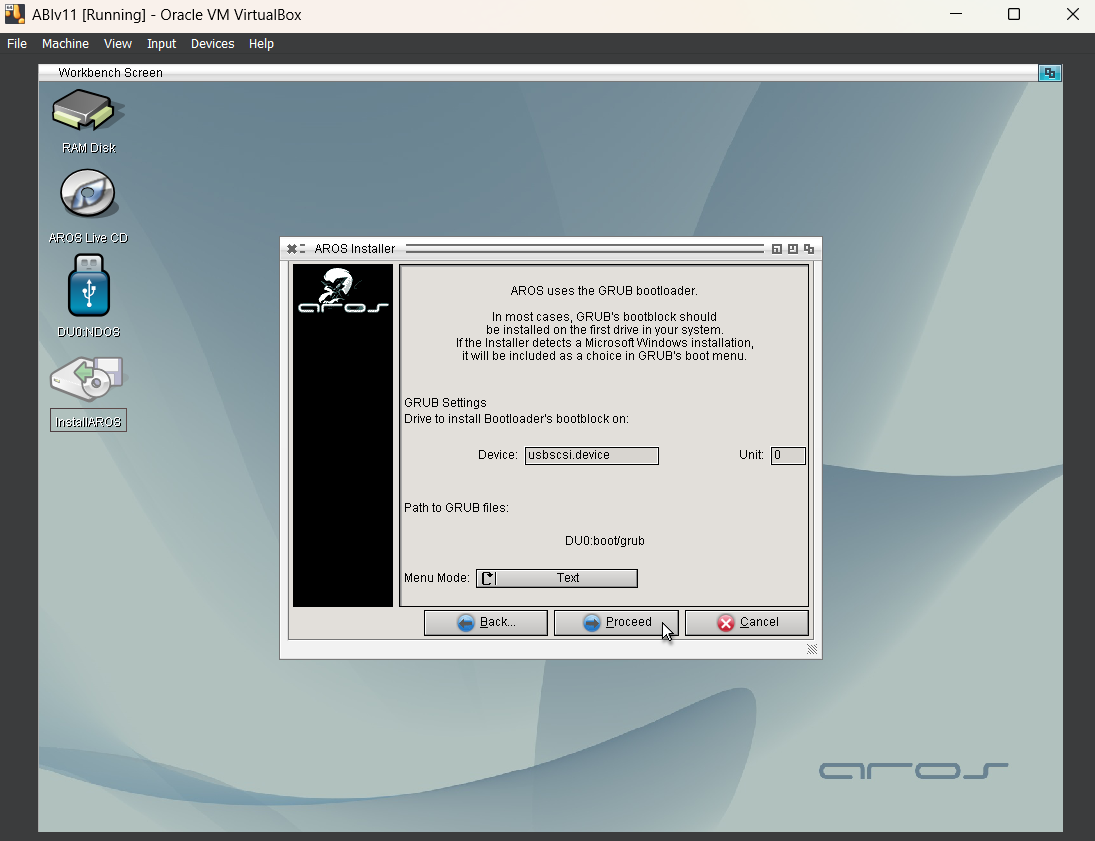 ABIv11 [Running] - Oracle VM VirtualBox
File Machine View Input Devices Help
Workbench Screen
RAM Disk
AROS Live CD
DU0:NDOS
InstallAROS
AROS Installer
aros
AROS uses the GRUB bootloader.
In most cases, GRUB's bootblock should
be installed on the first drive in your system.
If the Installer detects a Microsoft Windows installation,
it will be included as a choice in GRUB's boot menu.
GRUB Settings
Drive to install Bootloader's bootblock on:
Device: usbscsi.device Unit: 0
Path to GRUB files:
DU0:boot/grub
Menu Mode: Text
Back... Proceed Cancel
aros